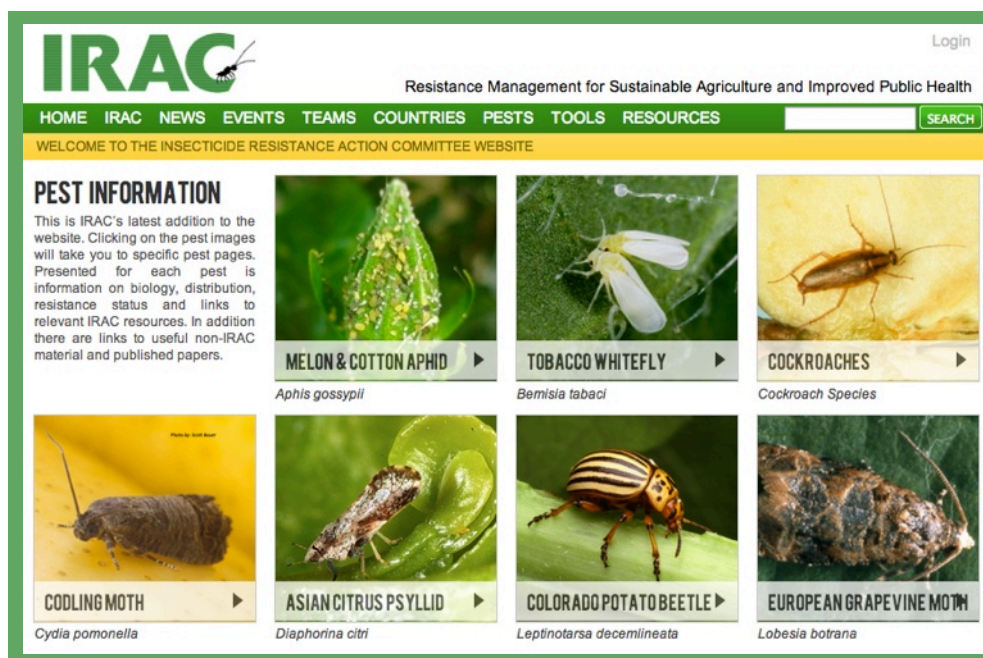 IRAC
Login
Resistance Management for Sustainable Agriculture and Improved Public Health
HOME IRAC NEWS EVENTS TEAMS COUNTRIES PESTS TOOLS RESOURCES SEARCH
WELCOME TO THE INSECTICIDE RESISTANCE ACTION COMMITTEE WEBSITE
PEST INFORMATION
This is IRAC's latest addition to the
website. Clicking on the pest images
will take you to specific pest pages.
Presented for each pest is
information on biology, distribution,
resistance status and links to
relevant IRAC resources. In addition
there are links to useful non-IRAC
material and published papers.
MELON & COTTON APHID
Aphis gossypii
TOBACCO WHITEFLY
Bemisia tabaci
COCKROACHES
Cockroach Species
Photo by: Scott Bauer
CODLING MOTH
Cydia pomonella
ASIAN CITRUS PSYLLID
Diaphorina citri
COLORADO POTATO BEETLE
Leptinotarsa decemlineata
EUROPEAN GRAPEVINE MOTH
Lobesia botrana